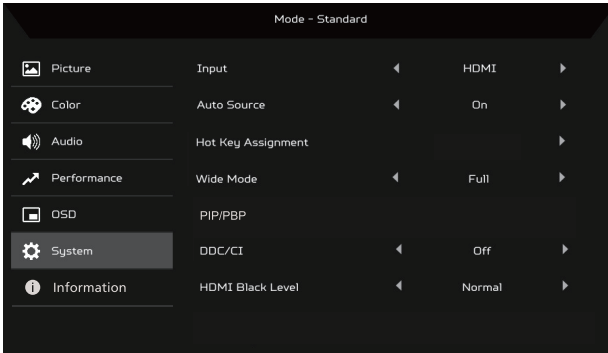 Mode - Standard
Picture
Input HDMI
Color
Auto Source On
Audio
Hot Key Assignment
Performance
Wide Mode Full
OSD
PIP/PBP
System
DDC/CI Off
Information
HDMI Black Level Normal